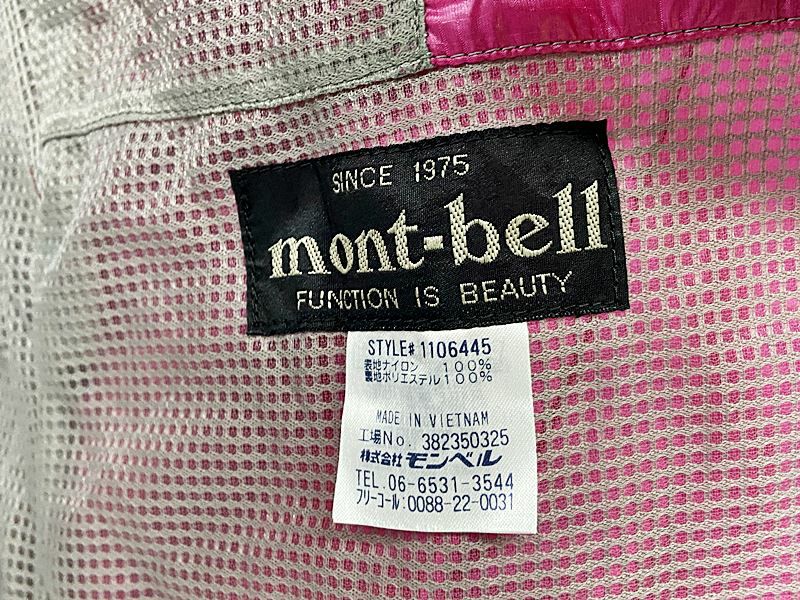 SINCE 1975
mont-bell
FUNCTION IS BEAUTY
STYLE# 1106445
表地ナイロン 100%
裏地ポリエステル100%
MADE IN VIETNAM
工場No. 382350325
株式会社モンベル
TEL.06-6531-3544
フリーコール:0088-22-0031